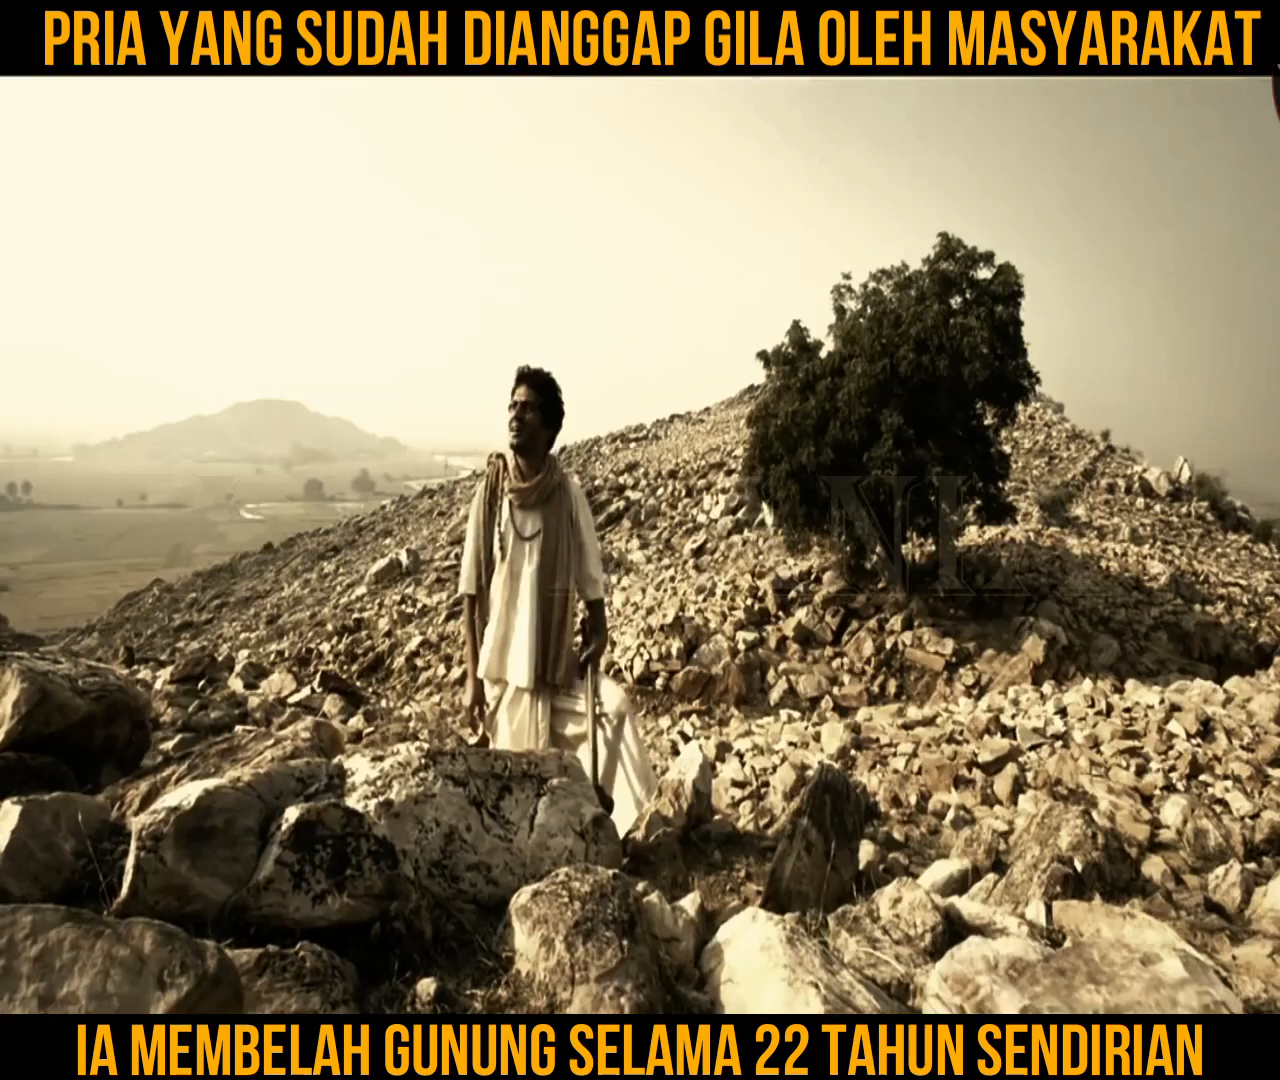 PRIA YANG SUDAH DIANGGAP GILA OLEH MASYARAKAT
IA MEMBELAH GUNUNG SELAMA 22 TAHUN SENDIRIAN